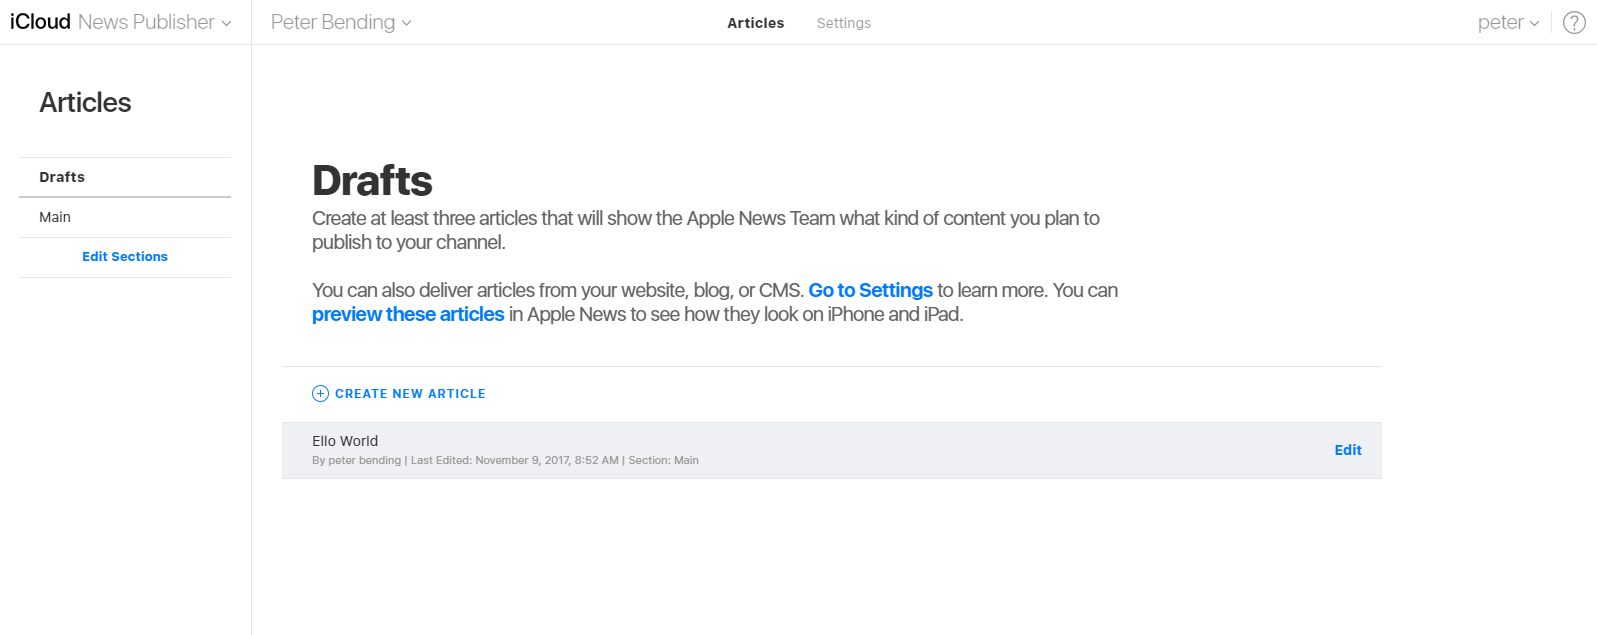 iCloud News Publisher
Peter Bending
Articles
Settings
peter
?
Articles
Drafts
Main
Edit Sections
Drafts
Create at least three articles that will show the Apple News Team what kind of content you plan to
publish to your channel.
You can also deliver articles from your website, blog, or CMS. Go to Settings to learn more. You can
preview these articles in Apple News to see how they look on iPhone and iPad.
CREATE NEW ARTICLE
Ello World
By peter bending | Last Edited: November 9, 2017, 8:52 AM | Section: Main
Edit